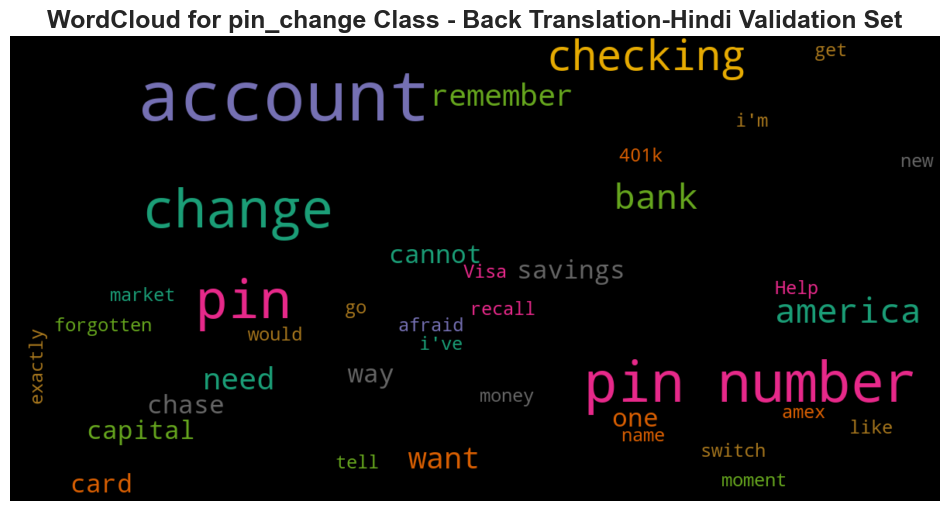 WordCloud for pin_change Class - Back Translation-Hindi Validation Set
checking
get
account
remember
i'm
401k
new
change
bank
cannot
Visa
savings
market
pin
go
recall
Help
america
forgotten
would
afraid
i've
exactly
need
way
pin number
chase
money
one
amex
capital
name
like
want
switch
tell
card
moment